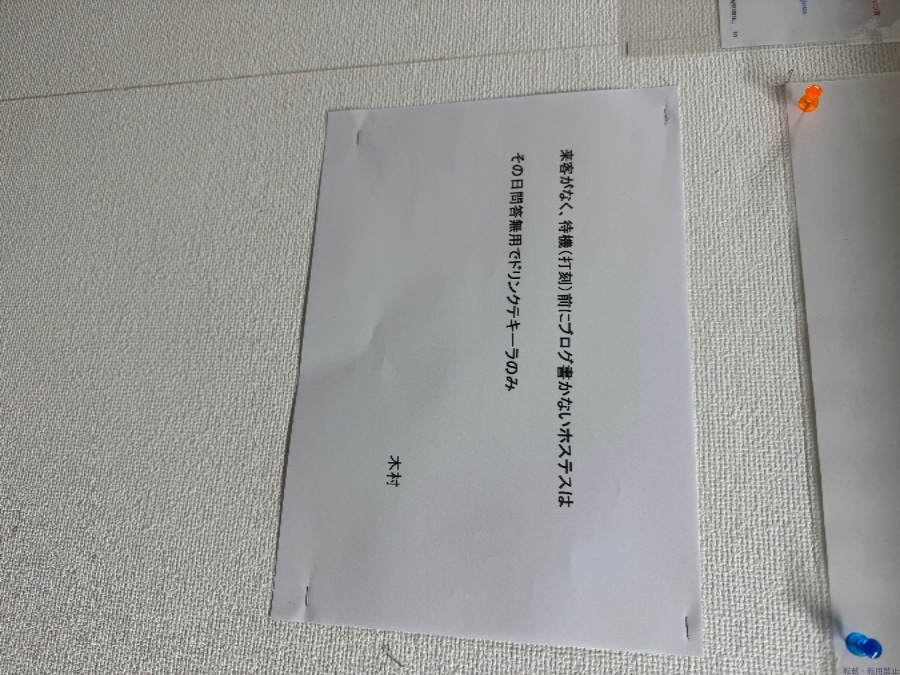 来客がなく、待機(打刻)前にブログ書かないホステスは
その日問答無用でドリンクテキーラのみ
木村
転載・転用禁止